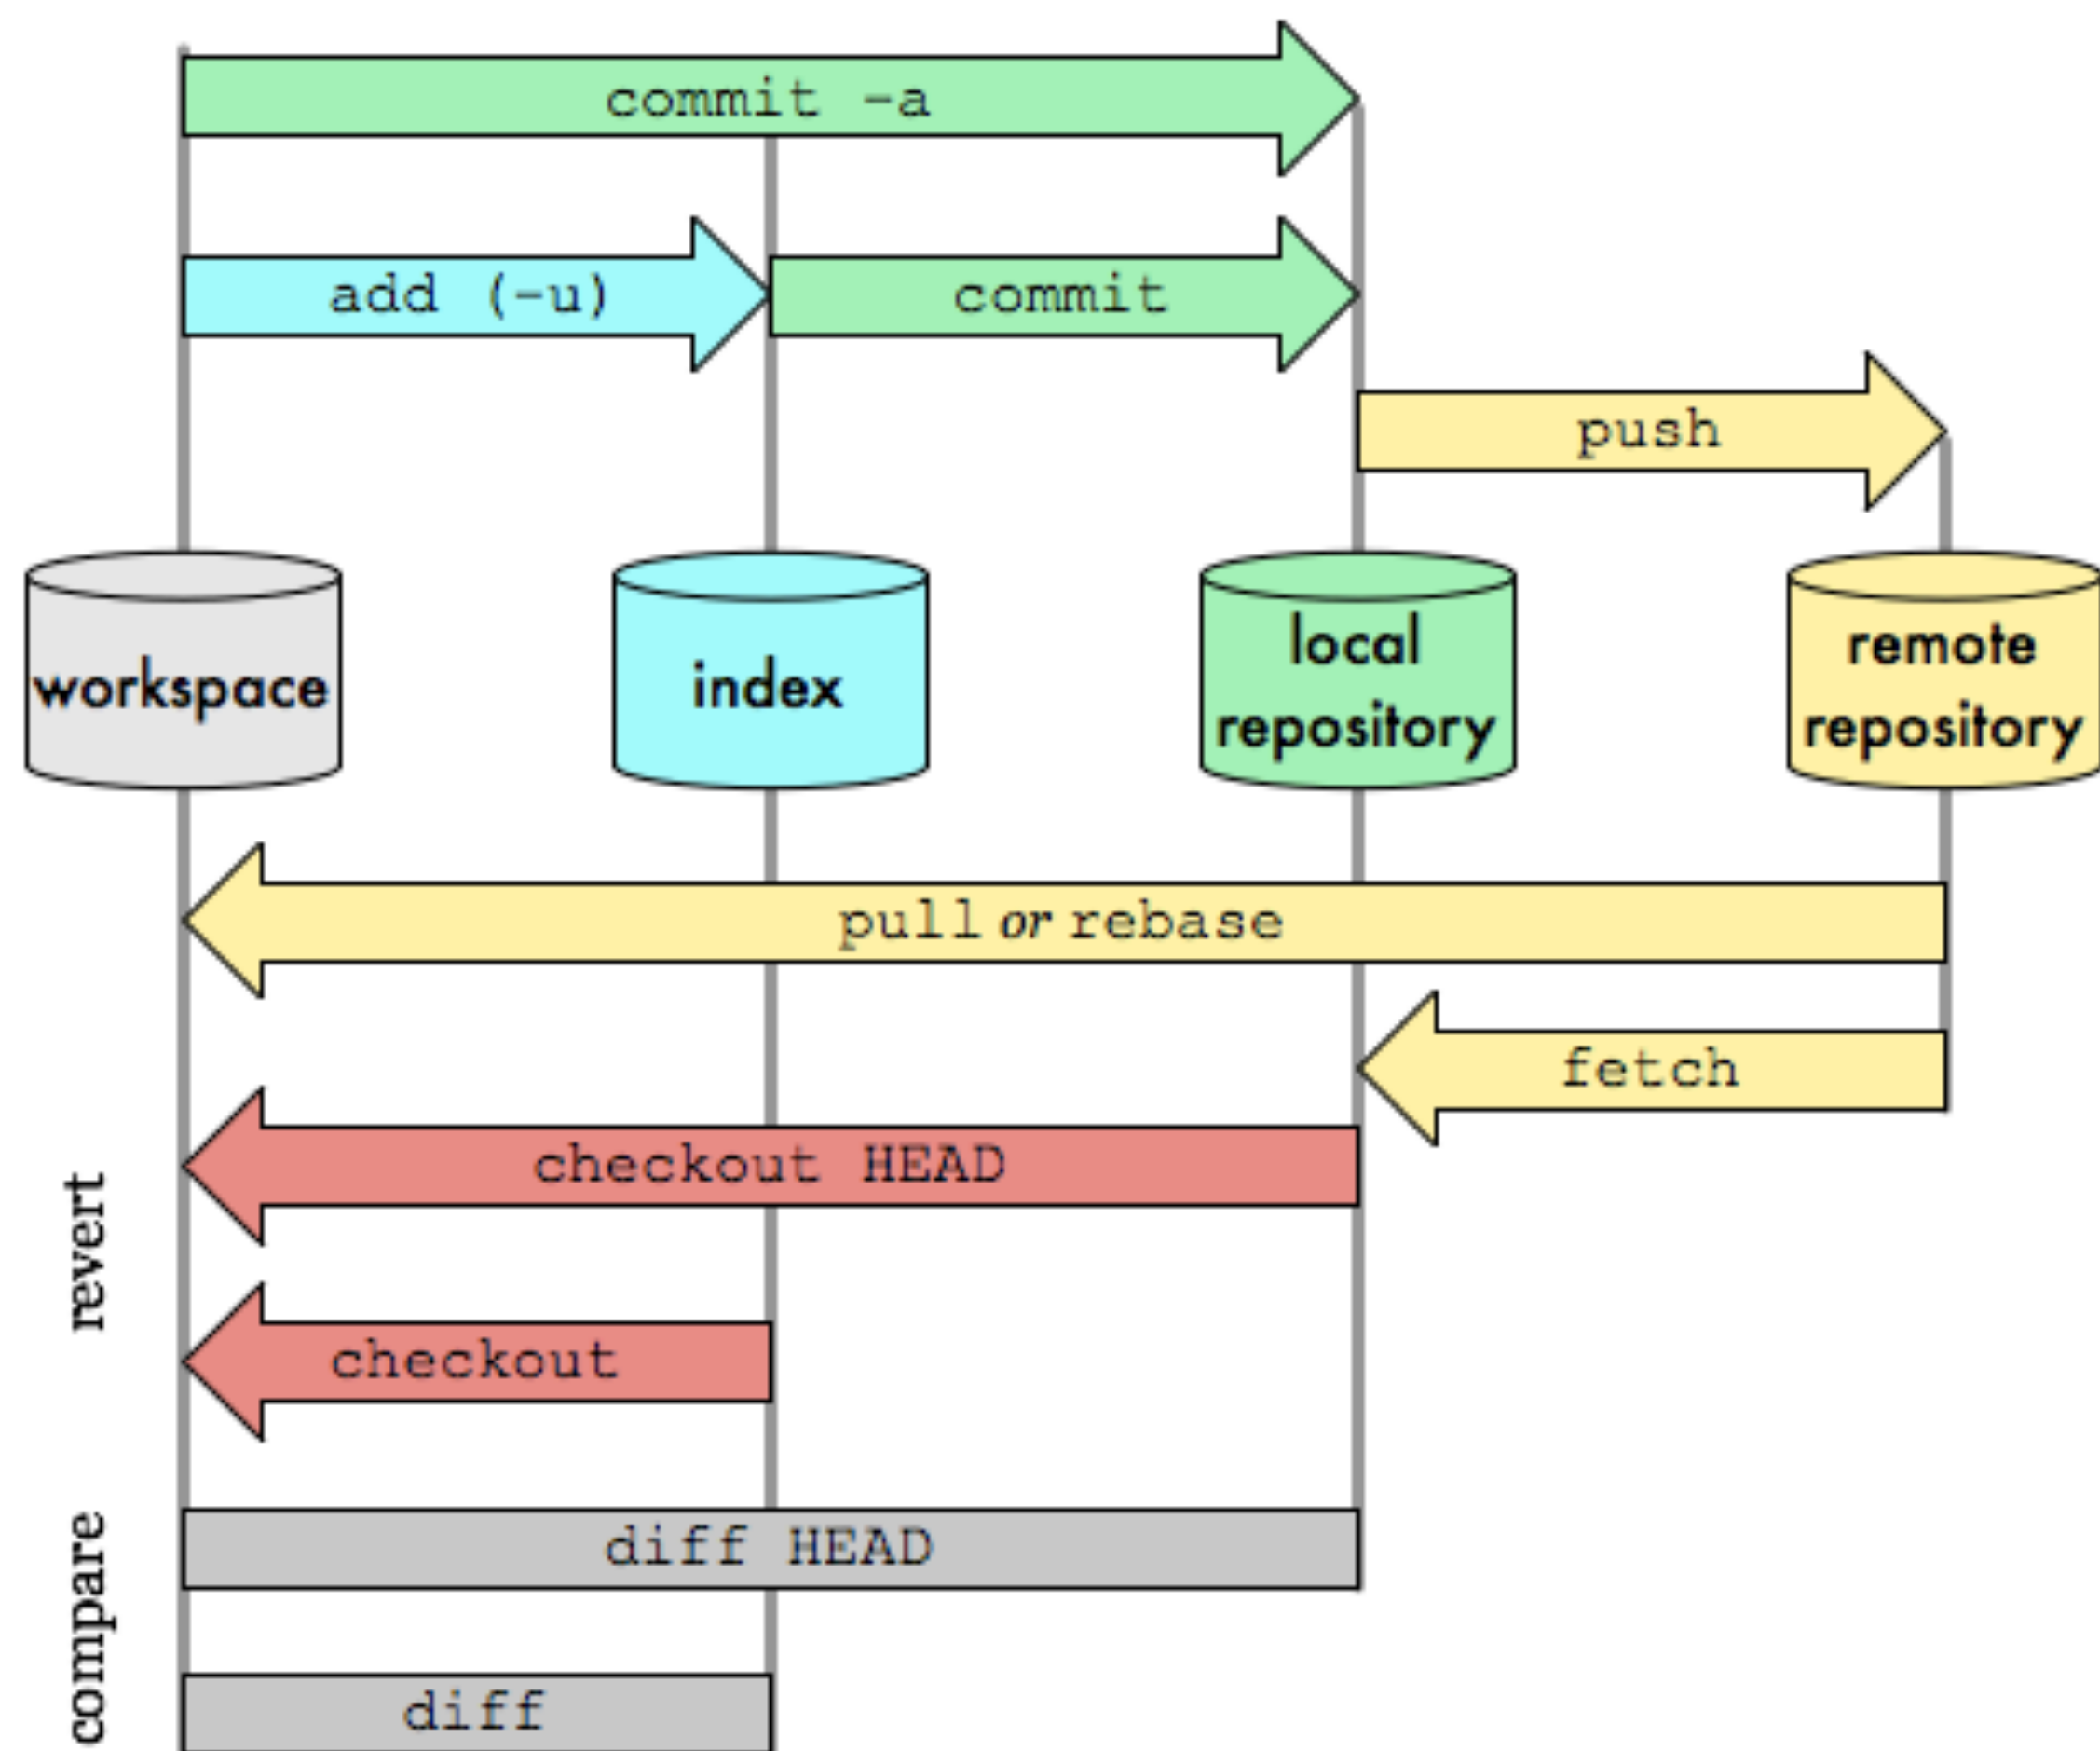 commit -a
add (-u)
commit
push
workspace
index
local
repository
remote
repository
pull or rebase
fetch
revert
checkout HEAD
checkout
compare
diff HEAD
diff